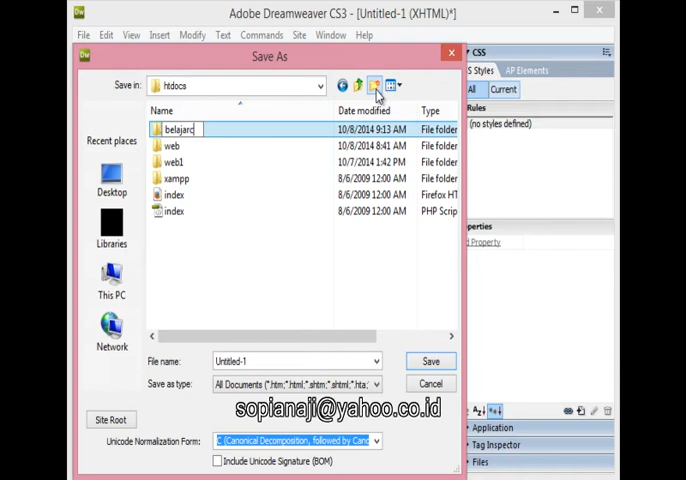 Adobe Dreamweaver CS3 - [Untitled-1 (XHTML)*]
File Edit View Insert Modify Text Commands Site Window Help
Save As
Save in: htdocs
Name Date modified Type
Recent places
Desktop
Libraries
This PC
Network
belajarc 10/8/2014 9:13 AM File folder
web 10/8/2014 8:41 AM File folder
web1 10/7/2014 1:42 PM File folder
xampp 8/6/2009 12:00 AM File folder
index 8/6/2009 12:00 AM Firefox HT
index 8/6/2009 12:00 AM PHP Scrip
File name: Untitled-1 Save
Save as type: All Documents (*.htm;*.html;*.shtm;*.shtml;*.hta; Cancel
sopianaji@yahoo.co.id
Site Root
Unicode Normalization Form: C (Canonical Decomposition, followed by Cano
Include Unicode Signature (BOM)
CSS
S Styles AP Elements
All Current
Rules
(no styles defined)
perties
d Property
Az↓
Application
Tag Inspector
Files